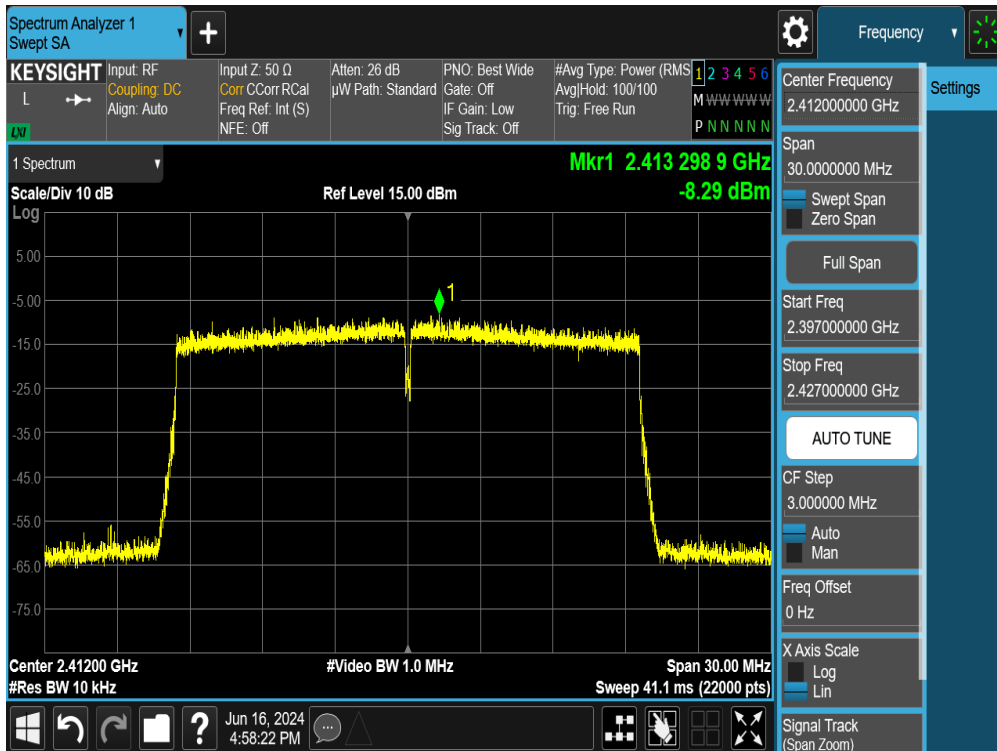 Spectrum Analyzer 1
Swept SA
+
Frequency
KEYSIGHT
L
LXI
Input: RF
Coupling: DC
Align: Auto
Input Z: 50 Ω
Corr CCorr RCal
Freq Ref: Int (S)
NFE: Off
Atten: 26 dB
µW Path: Standard
PNO: Best Wide
Gate: Off
IF Gain: Low
Sig Track: Off
#Avg Type: Power (RMS
Avg|Hold: 100/100
Trig: Free Run
1 2 3 4 5 6
M W W W W W
P N N N N N
1 Spectrum
Mkr1 2.413 298 9 GHz
Scale/Div 10 dB
Ref Level 15.00 dBm
-8.29 dBm
Log
1
5.00
-5.00
-15.0
-25.0
-35.0
-45.0
-55.0
-65.0
-75.0
Center 2.41200 GHz
#Video BW 1.0 MHz
Span 30.00 MHz
#Res BW 10 kHz
Sweep 41.1 ms (22000 pts)
Center Frequency
2.412000000 GHz
Settings
Span
30.0000000 MHz
Swept Span
Zero Span
Full Span
Start Freq
2.397000000 GHz
Stop Freq
2.427000000 GHz
AUTO TUNE
CF Step
3.000000 MHz
Auto
Man
Freq Offset
0 Hz
X Axis Scale
Log
Lin
Signal Track
(Span Zoom)
?
Jun 16, 2024
4:58:22 PM